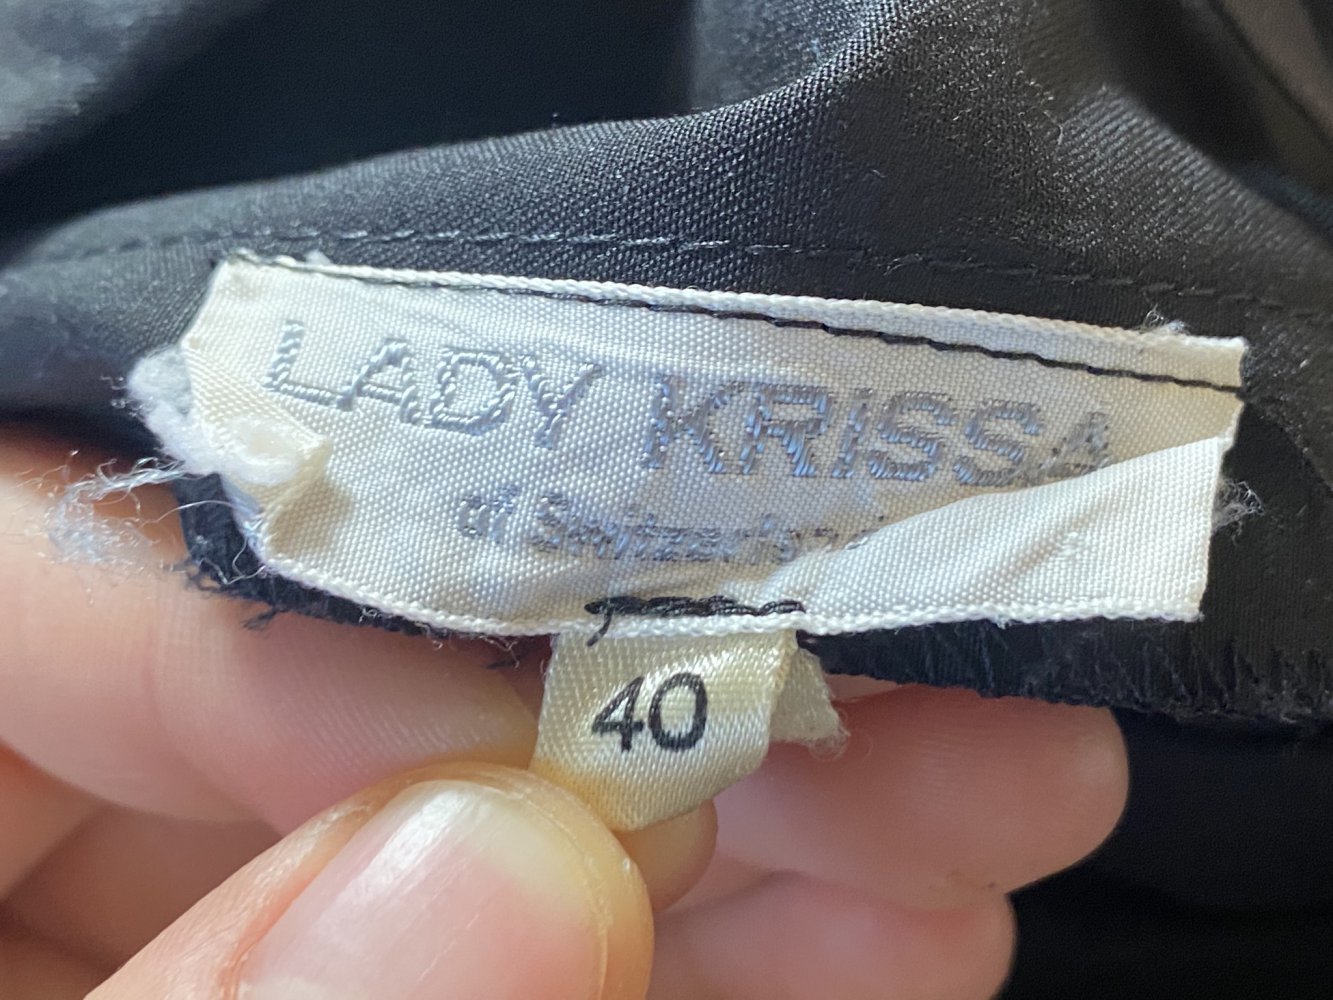 LADY KRISSA
of Switzerland
40